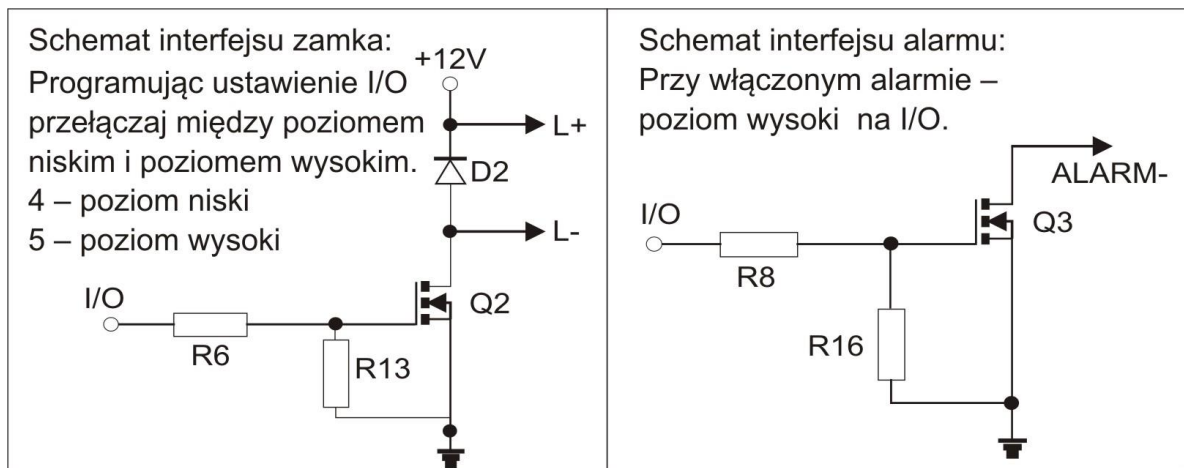 Schemat interfejsu zamka:
Programując ustawienie I/O
przełączaj między poziomem
niskim i poziomem wysokim.
4 – poziom niski
5 – poziom wysoki
+12V
L+
D2
L-
I/O
Q2
R6
R13
Schemat interfejsu alarmu:
Przy włączonym alarmie –
poziom wysoki na I/O.
ALARM-
I/O
Q3
R8
R16